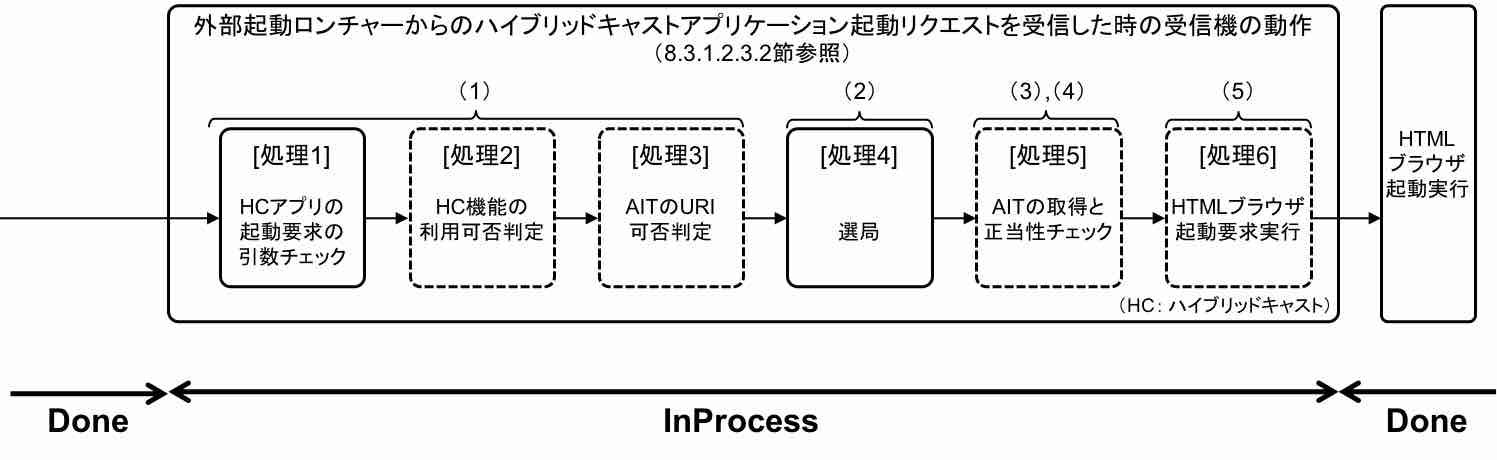 外部起動ロンチャーからのハイブリッドキャストアプリケーション起動リクエストを受信した時の受信機の動作
（8.3.1.2.3.2節参照）
（1）
（2）
（3）,（4）
（5）
[処理1]
HCアプリの
起動要求の
引数チェック
[処理2]
HC機能の
利用可否判定
[処理3]
AITのURI
可否判定
[処理4]
選局
[処理5]
AITの取得と
正当性チェック
[処理6]
HTMLブラウザ
起動要求実行
HTML
ブラウザ
起動実行
（HC：ハイブリッドキャスト）
Done
InProcess
Done